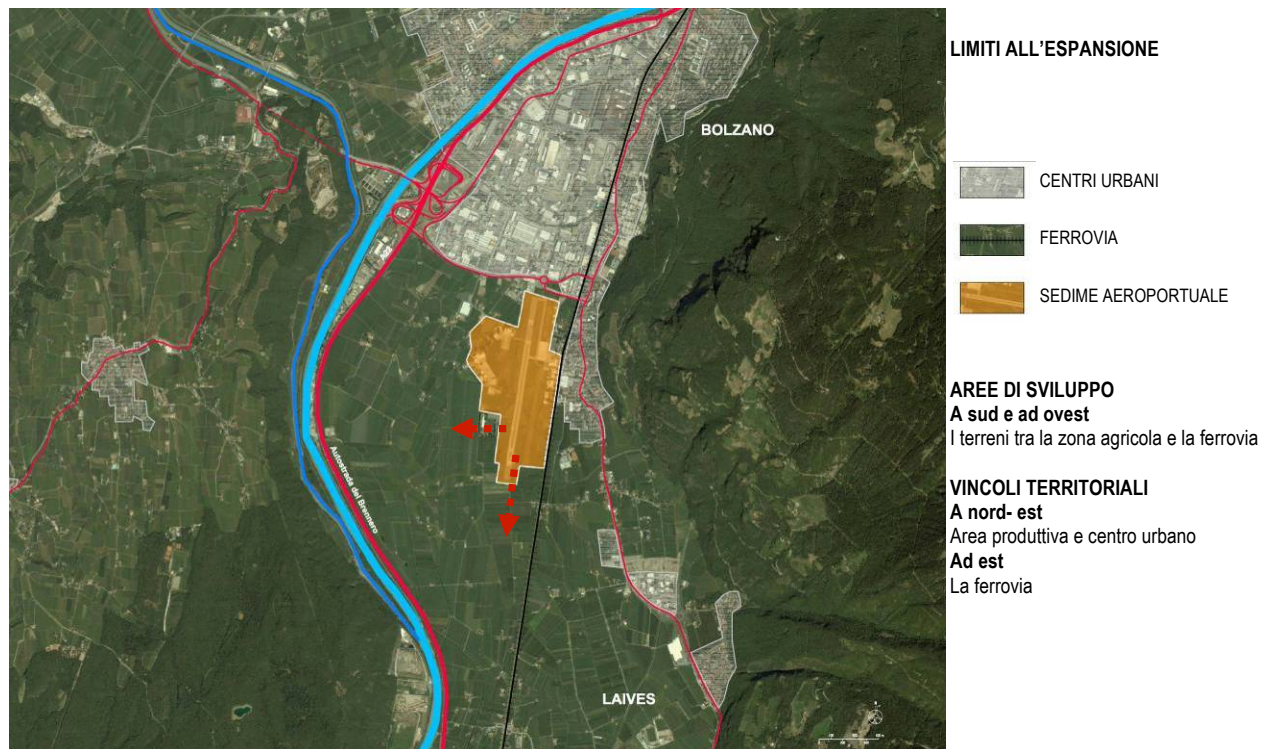 LIMITI ALL'ESPANSIONE
BOLZANO
CENTRI URBANI
FERROVIA
SEDIME AEROPORTUALE
AREE DI SVILUPPO
A sud e ad ovest
I terreni tra la zona agricola e la ferrovia
Autostrada del Brennero
VINCOLI TERRITORIALI
A nord- est
Area produttiva e centro urbano
Ad est
La ferrovia
LAIVES